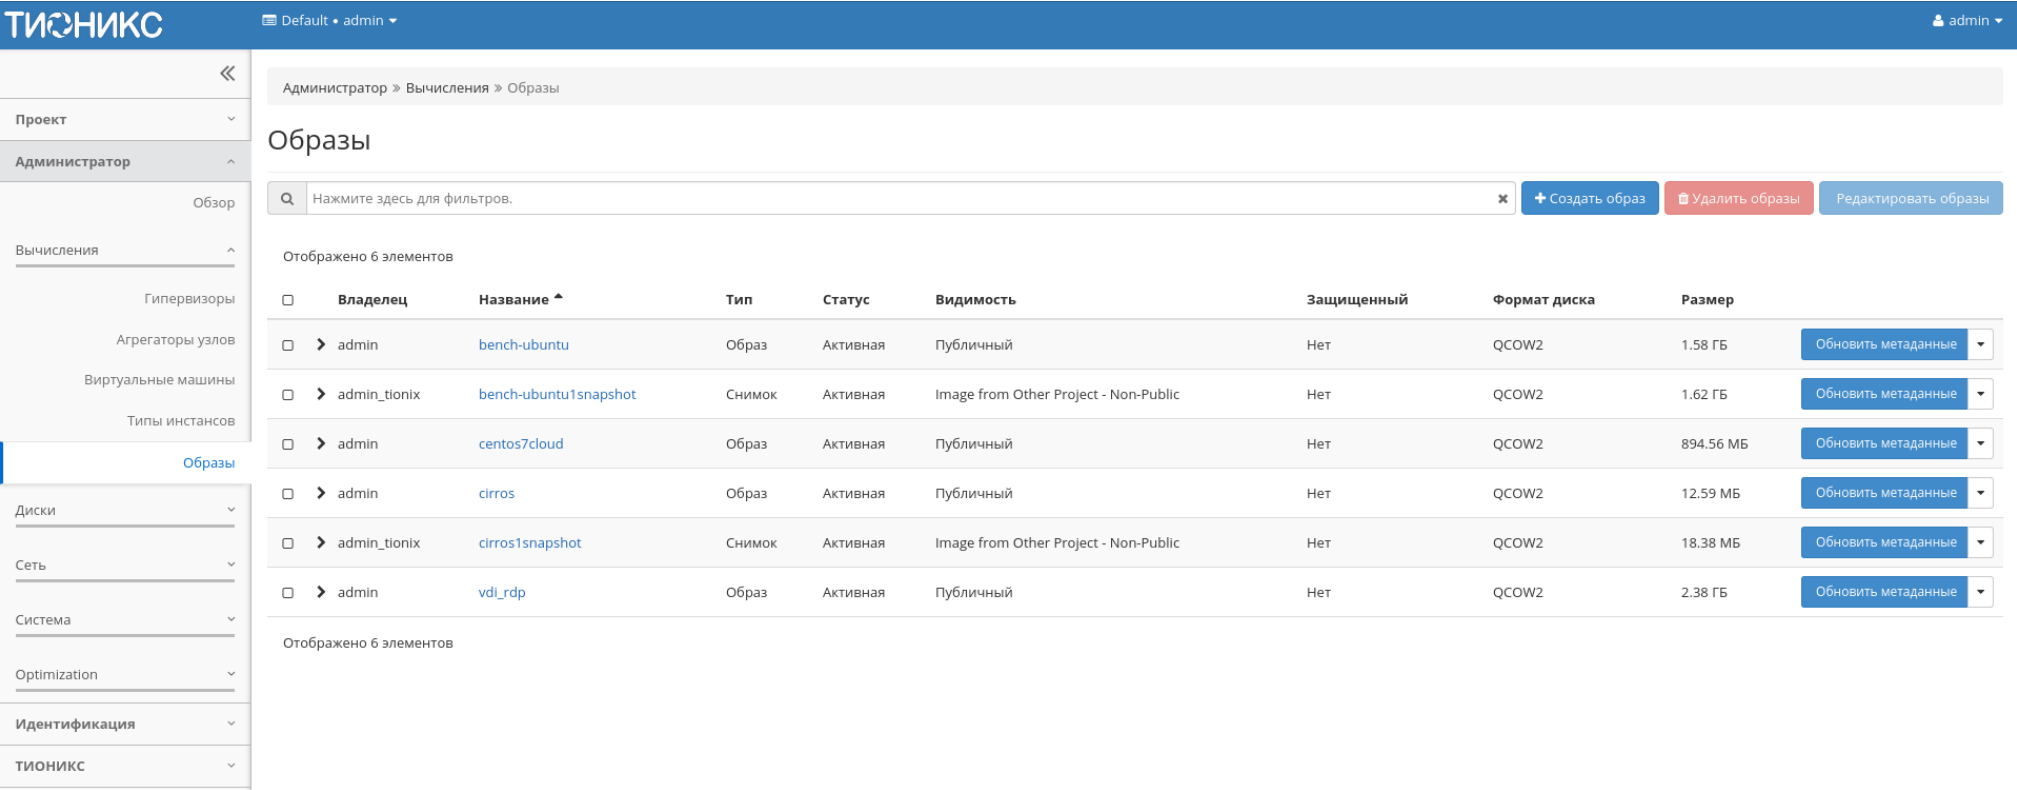 ТИОНИКС
Default • admin
admin
Проект
Администратор
Обзор
Вычисления
Гипервизоры
Агрегаторы узлов
Виртуальные машины
Типы инстансов
Образы
Диски
Сеть
Система
Optimization
Идентификация
ТИОНИКС
Администратор » Вычисления » Образы
Образы
Нажмите здесь для фильтров.
Создать образ
Удалить образы
Редактировать образы
Отображено 6 элементов
Владелец Название Тип Статус Видимость Защищенный Формат диска Размер
admin bench-ubuntu Образ Активная Публичный Нет QCOW2 1.58 ГБ Обновить метаданные
admin_tionix bench-ubuntu1snapshot Снимок Активная Image from Other Project - Non-Public Нет QCOW2 1.62 ГБ Обновить метаданные
admin centos7cloud Образ Активная Публичный Нет QCOW2 894.56 МБ Обновить метаданные
admin cirros Образ Активная Публичный Нет QCOW2 12.59 МБ Обновить метаданные
admin_tionix cirros1snapshot Снимок Активная Image from Other Project - Non-Public Нет QCOW2 18.38 МБ Обновить метаданные
admin vdi_rdp Образ Активная Публичный Нет QCOW2 2.38 ГБ Обновить метаданные
Отображено 6 элементов